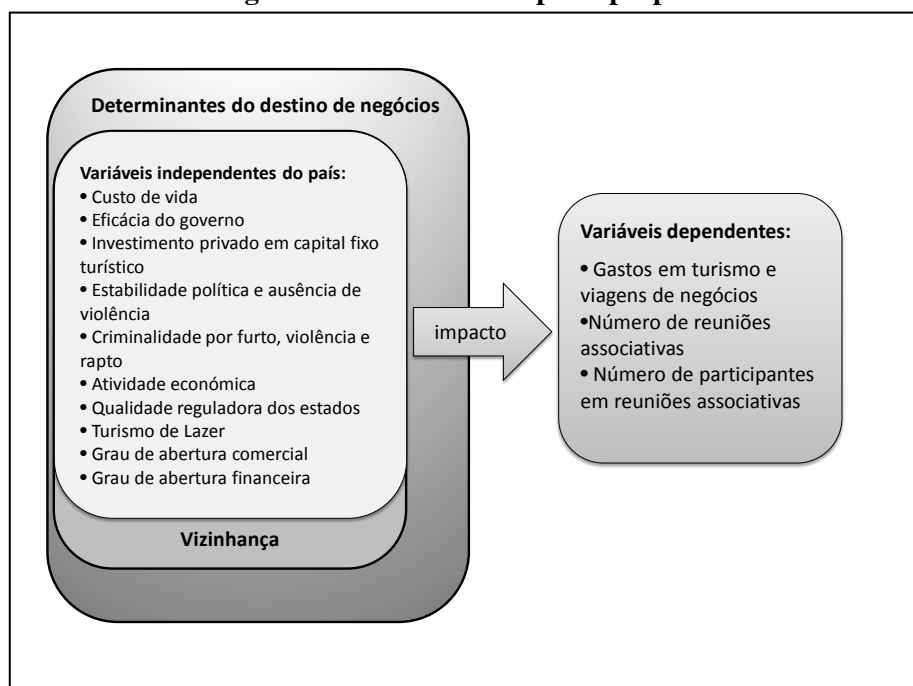 Determinantes do destino de negócios
Variáveis independentes do país:
• Custo de vida
• Eficácia do governo
• Investimento privado em capital fixo
turístico
• Estabilidade política e ausência de
violência
• Criminalidade por furto, violência e
rapto
• Atividade económica
• Qualidade reguladora dos estados
• Turismo de Lazer
• Grau de abertura comercial
• Grau de abertura financeira
Vizinhança
impacto
Variáveis dependentes:
• Gastos em turismo e
viagens de negócios
•Número de reuniões
associativas
• Número de participantes
em reuniões associativas